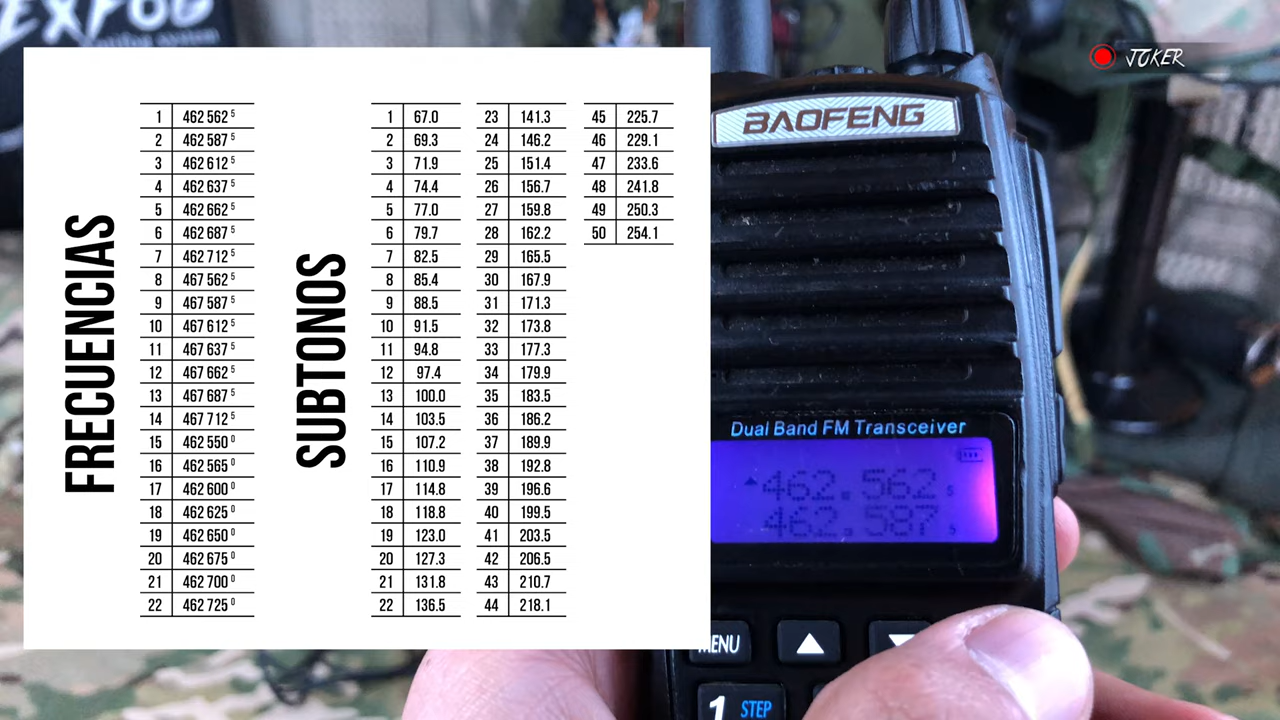 EXFOG
antifog system
JOKER
FRECUENCIAS
1 462 562 5
2 462 587 5
3 462 612 5
4 462 637 5
5 462 662 5
6 462 687 5
7 462 712 5
8 467 562 5
9 467 587 5
10 467 612 5
11 467 637 5
12 467 662 5
13 467 687 5
14 467 712 5
15 462 550 0
16 462 565 0
17 462 600 0
18 462 625 0
19 462 650 0
20 462 675 0
21 462 700 0
22 462 725 0
SUBTONOS
1 67.0
2 69.3
3 71.9
4 74.4
5 77.0
6 79.7
7 82.5
8 85.4
9 88.5
10 91.5
11 94.8
12 97.4
13 100.0
14 103.5
15 107.2
16 110.9
17 114.8
18 118.8
19 123.0
20 127.3
21 131.8
22 136.5
23 141.3
24 146.2
25 151.4
26 156.7
27 159.8
28 162.2
29 165.5
30 167.9
31 171.3
32 173.8
33 177.3
34 179.9
35 183.5
36 186.2
37 189.9
38 192.8
39 196.6
40 199.5
41 203.5
42 206.5
43 210.7
44 218.1
45 225.7
46 229.1
47 233.6
48 241.8
49 250.3
50 254.1
BAOFENG
Dual Band FM Transceiver
462.562 5
462.587 5
MENU
1 STEP